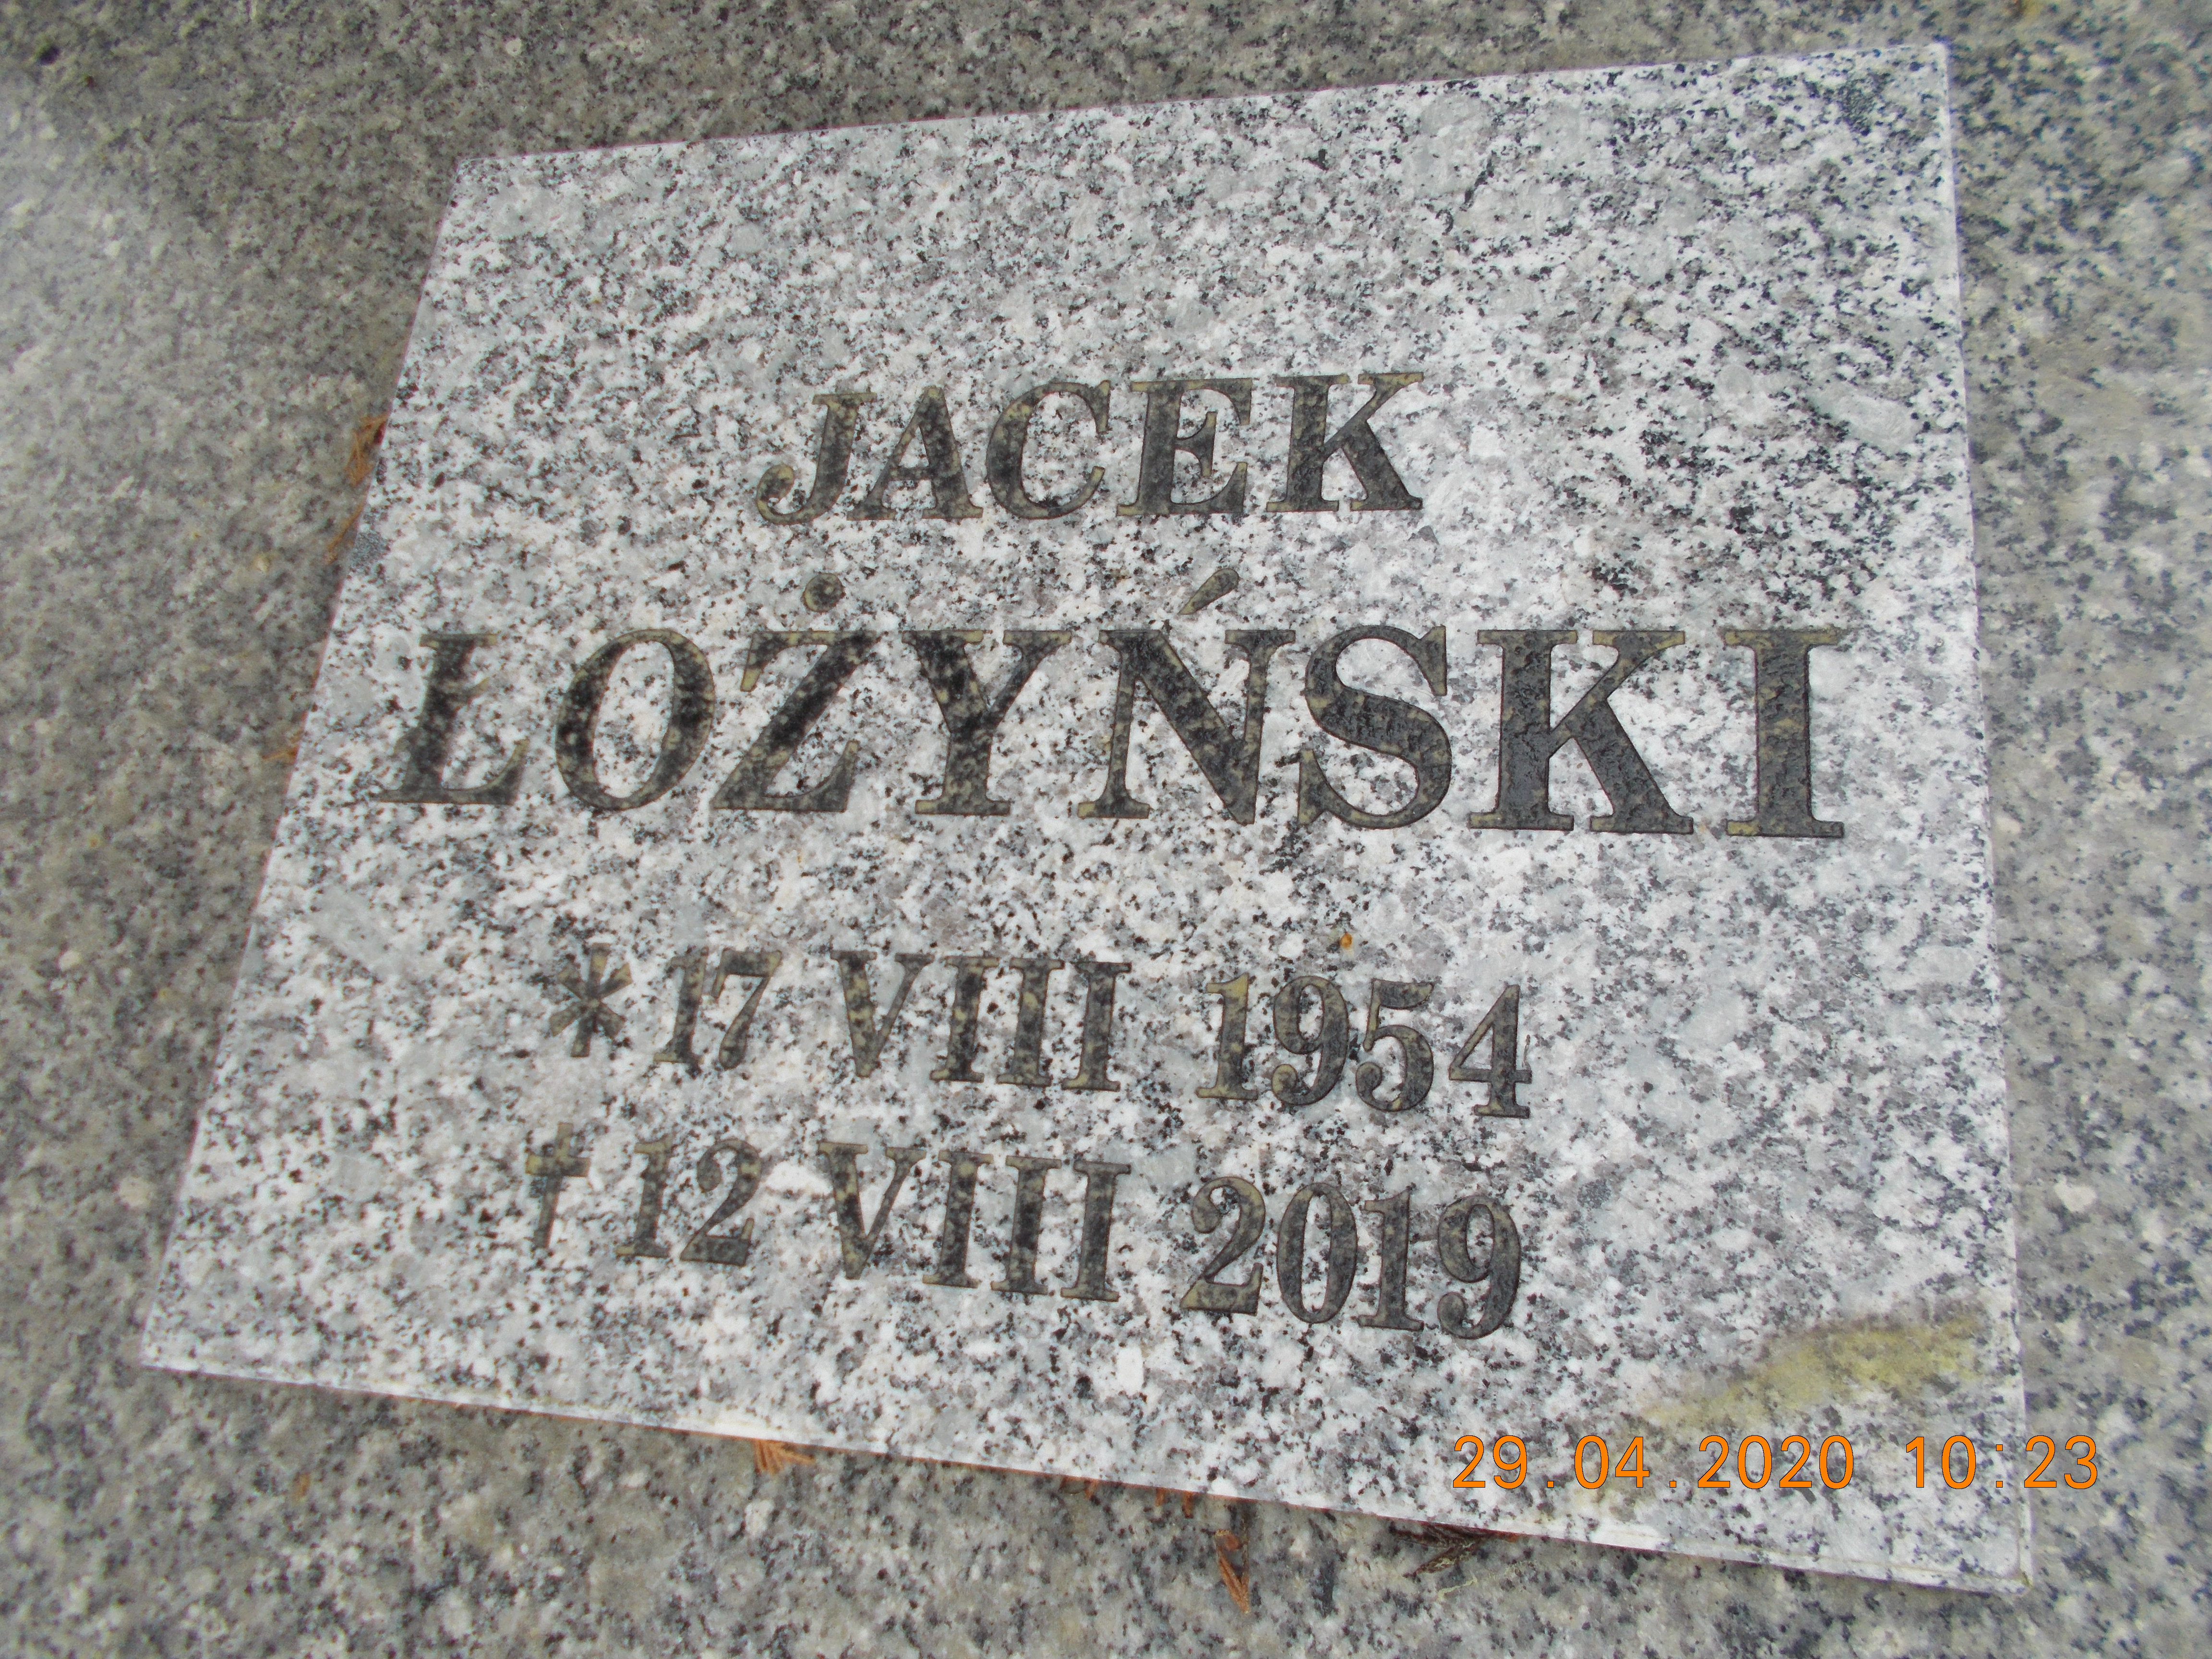 JACEK
ŁOŻYŃSKI
* 17 VIII 1954
† 12 VIII 2019
29.04.2020 10:23